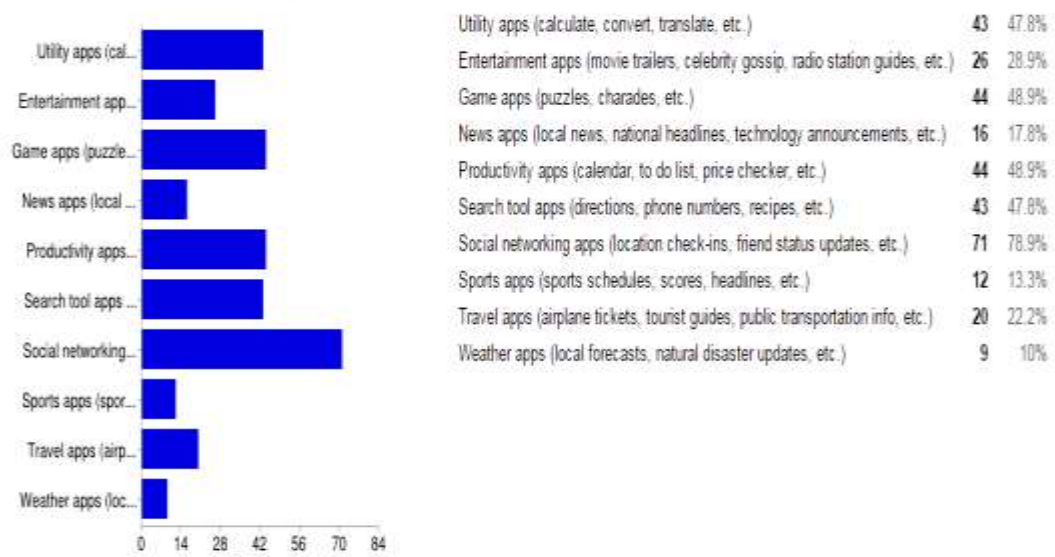 Utility apps (cal...
Entertainment app...
Game apps (puzzle...
News apps (local ...
Productivity apps...
Search tool apps ...
Social networking...
Sports apps (spor...
Travel apps (airp...
Weather apps (loc...
0 14 28 42 56 70 84
Utility apps (calculate, convert, translate, etc.) 43 47.8%
Entertainment apps (movie trailers, celebrity gossip, radio station guides, etc.) 26 28.9%
Game apps (puzzles, charades, etc.) 44 48.9%
News apps (local news, national headlines, technology announcements, etc.) 16 17.8%
Productivity apps (calendar, to do list, price checker, etc.) 44 48.9%
Search tool apps (directions, phone numbers, recipes, etc.) 43 47.8%
Social networking apps (location check-ins, friend status updates, etc.) 71 78.9%
Sports apps (sports schedules, scores, headlines, etc.) 12 13.3%
Travel apps (airplane tickets, tourist guides, public transportation info, etc.) 20 22.2%
Weather apps (local forecasts, natural disaster updates, etc.) 9 10%